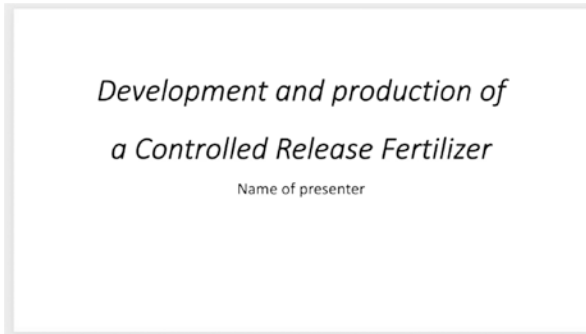 Development and production of
a Controlled Release Fertilizer
Name of presenter